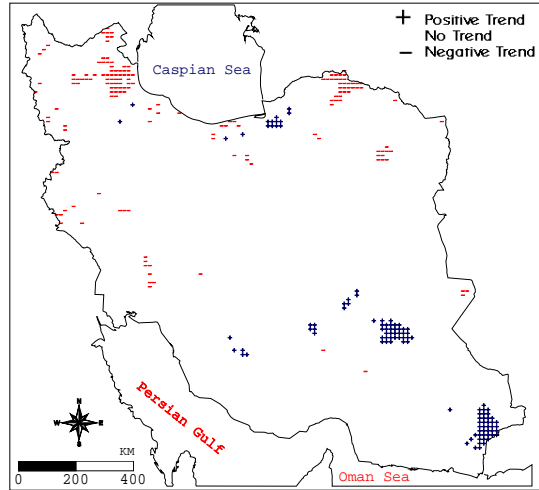 + Positive Trend
No Trend
− Negative Trend
Caspian Sea
Persian Gulf
N
W E
S
KM
0 200 400
Oman Sea